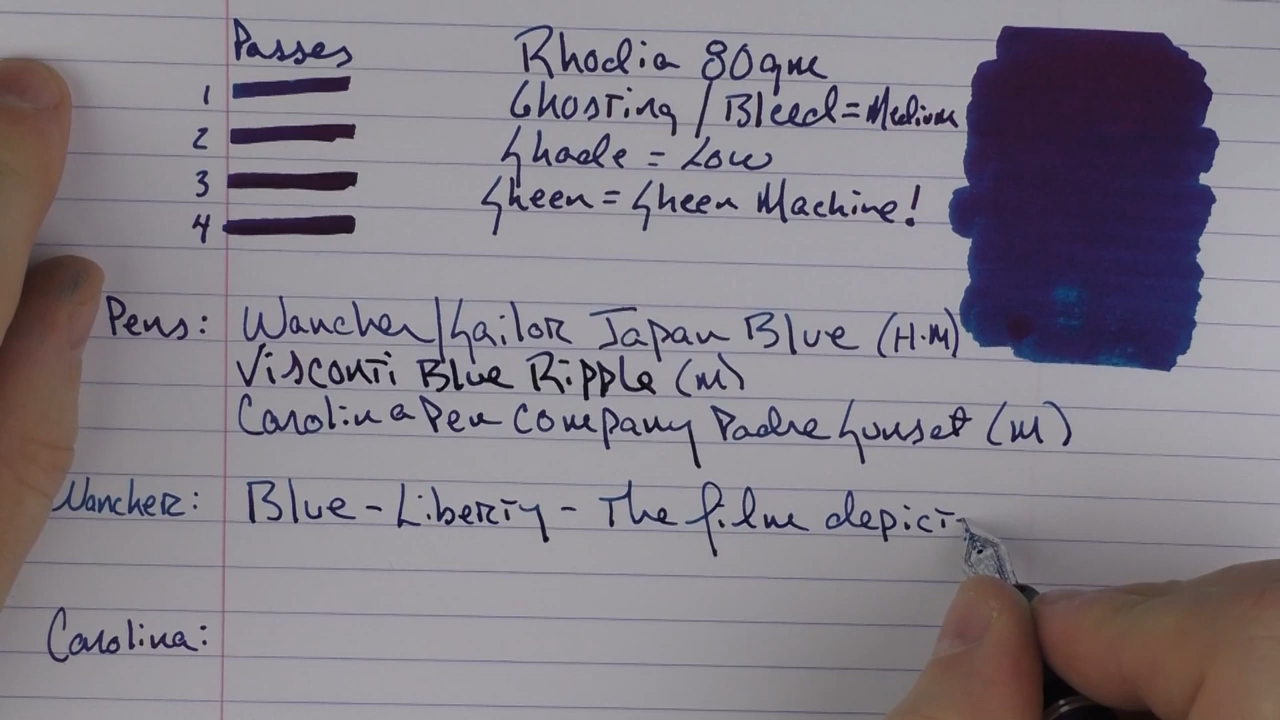 Passes
1
2
3
4
Rhodia 80gm
Ghosting / Bleed = Medium
Shade = Low
Sheen = Sheen Machine!
Pens: Wancher/Sailor Japan Blue (H·M)
Visconti Blue Ripple (M)
Carolina Pen Company Padre Sunset (M)
Wancher: Blue - Liberty - The film depict
Carolina: